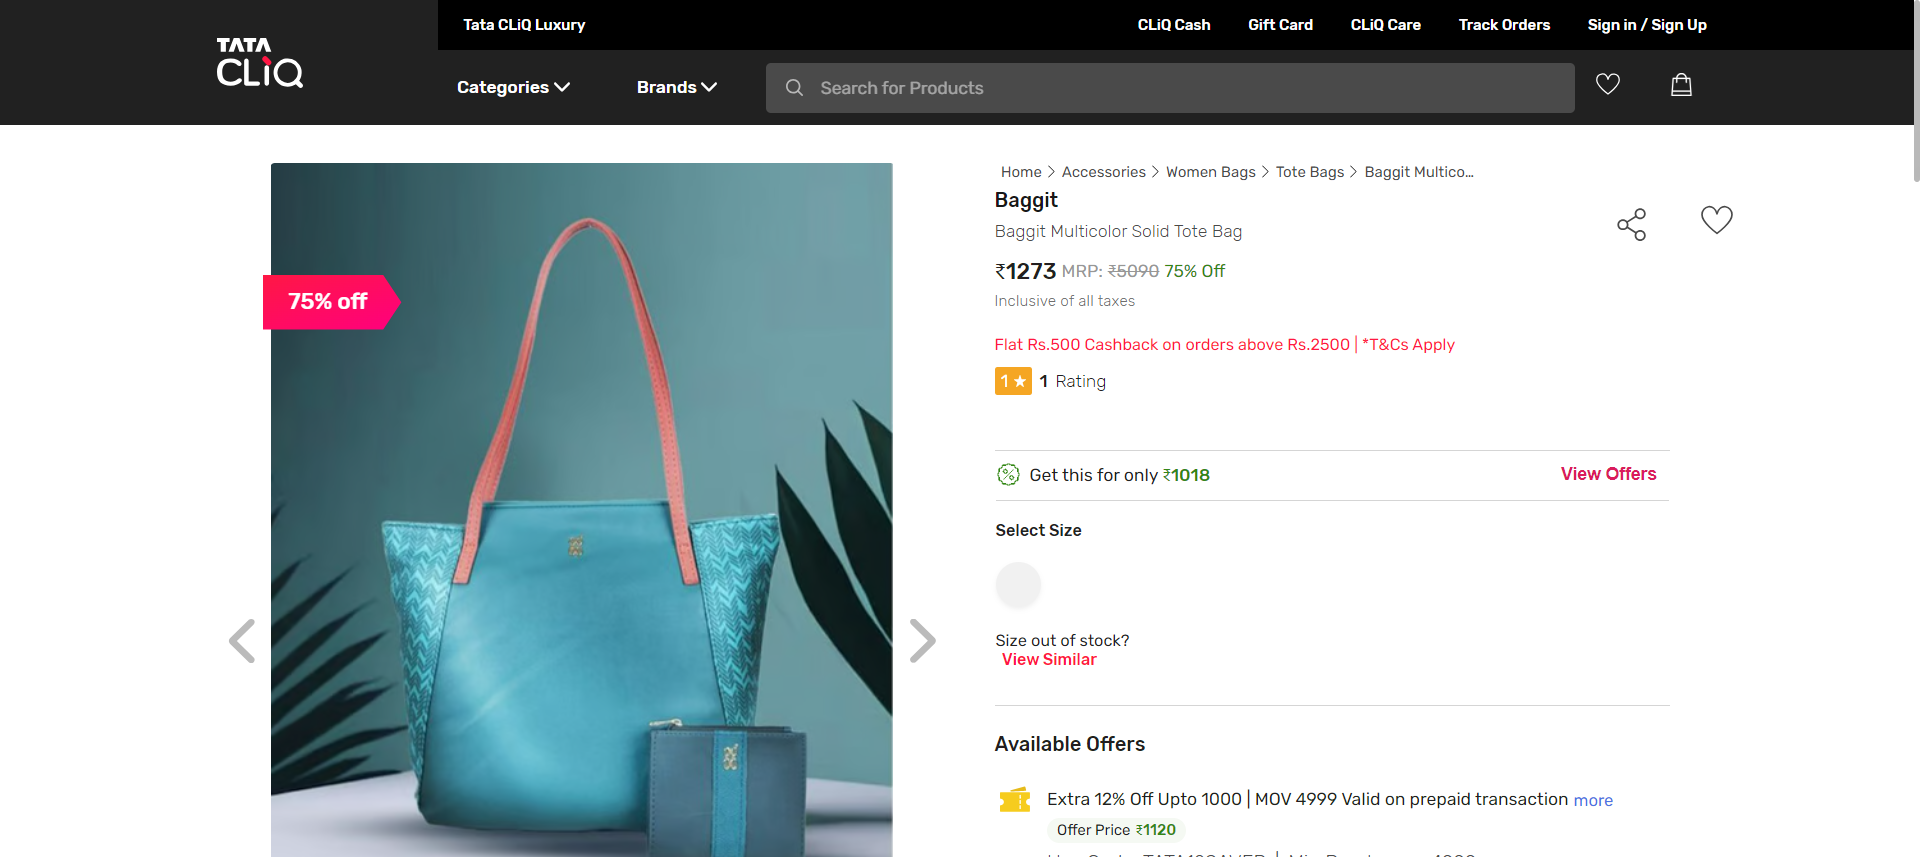 Tata CLiQ Luxury
CLiQ Cash
Gift Card
CLiQ Care
Track Orders
Sign in / Sign Up
TATA
CLiQ
Categories
Brands
Search for Products
75% off
Home > Accessories > Women Bags > Tote Bags > Baggit Multico...
Baggit
Baggit Multicolor Solid Tote Bag
₹1273 MRP: ₹5090 75% Off
Inclusive of all taxes
Flat Rs.500 Cashback on orders above Rs.2500 | *T&Cs Apply
1 ★ 1 Rating
Get this for only ₹1018
View Offers
Select Size
Size out of stock?
View Similar
Available Offers
Extra 12% Off Upto 1000 | MOV 4999 Valid on prepaid transaction more
Offer Price ₹1120